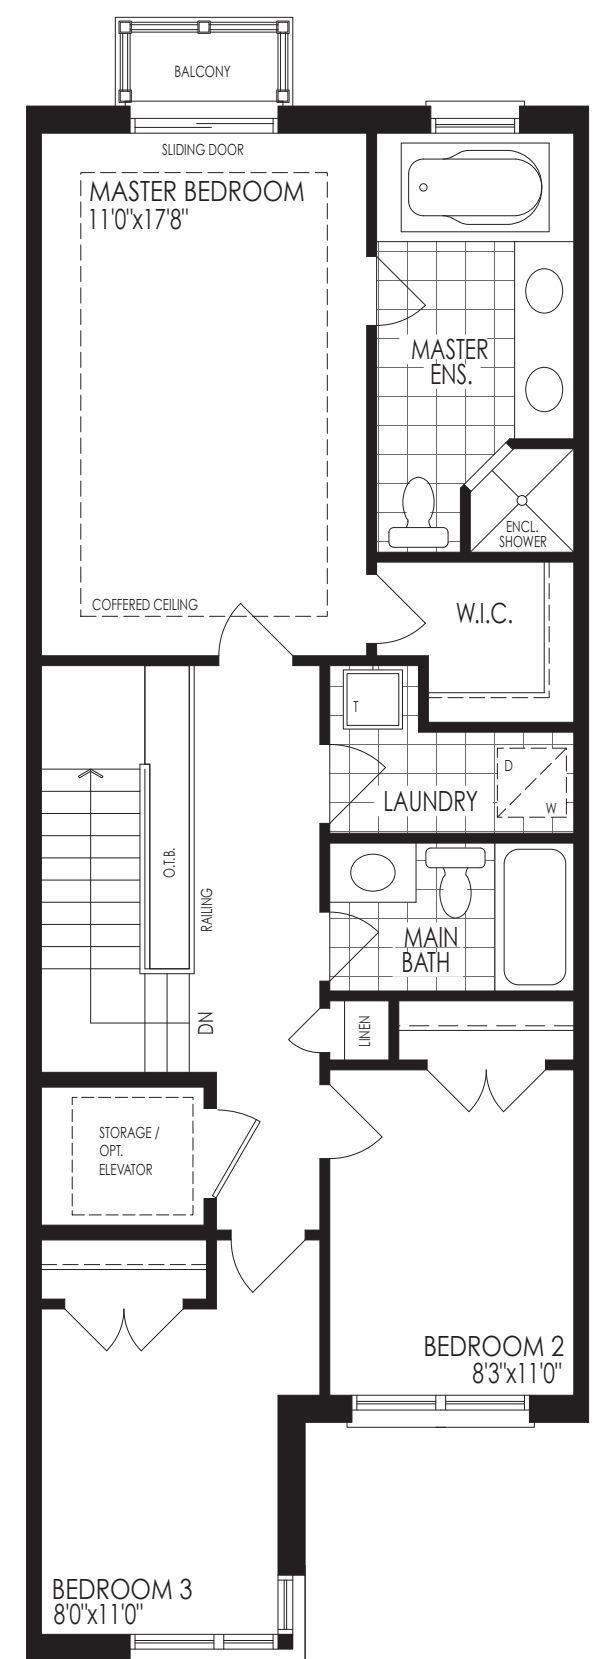 BALCONY
SLIDING DOOR
MASTER BEDROOM
11'0"x17'8"
MASTER
ENS.
ENCL.
SHOWER
COFFERED CEILING
W.I.C.
T
D
W
LAUNDRY
O.T.B.
RAILING
MAIN
BATH
DN
LINEN
STORAGE /
OPT.
ELEVATOR
BEDROOM 2
8'3"x11'0"
BEDROOM 3
8'0"x11'0"